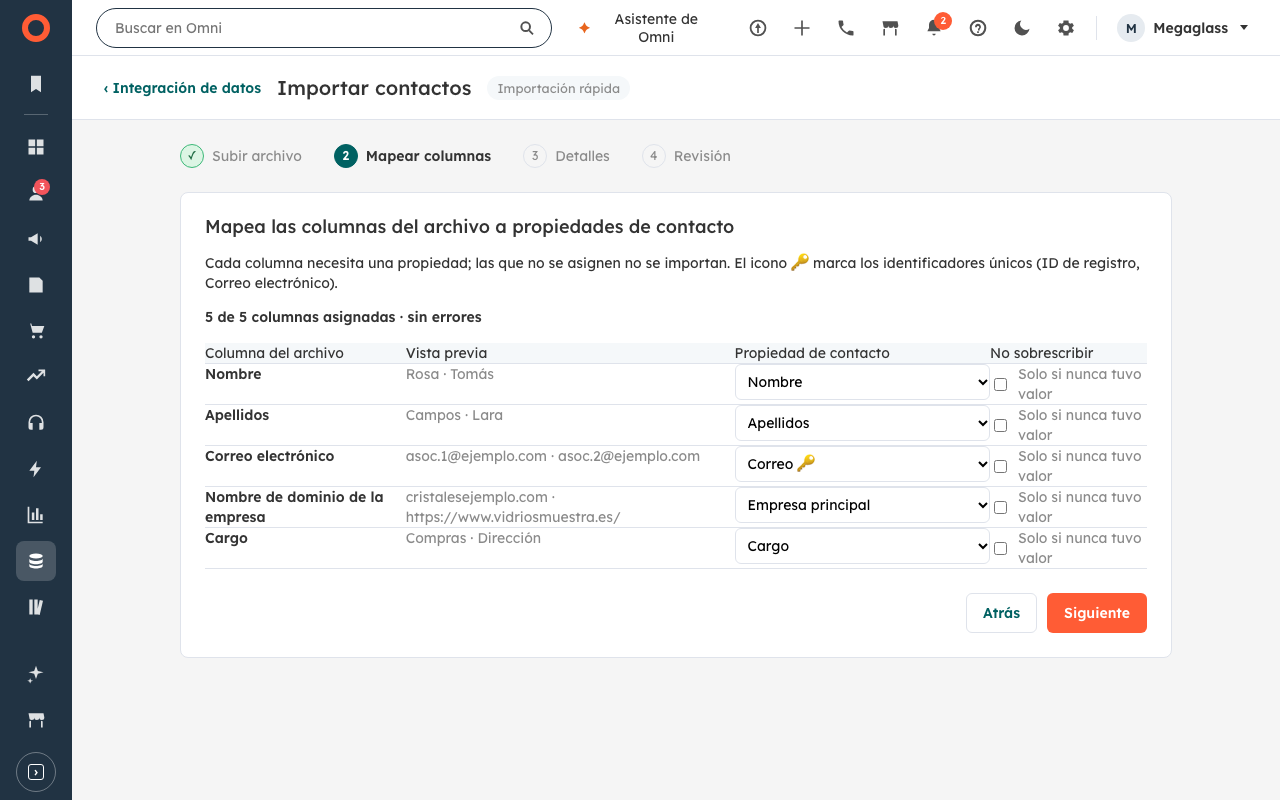 Buscar en Omni
Asistente de
Omni
2
M
Megaglass
3
‹ Integración de datos
Importar contactos
Importación rápida
✓ Subir archivo
2 Mapear columnas
3 Detalles
4 Revisión
Mapea las columnas del archivo a propiedades de contacto
Cada columna necesita una propiedad; las que no se asignen no se importan. El icono 🔑 marca los identificadores únicos (ID de registro,
Correo electrónico).
5 de 5 columnas asignadas · sin errores
Columna del archivo Vista previa Propiedad de contacto No sobrescribir
Nombre Rosa · Tomás Nombre Solo si nunca tuvo
valor
Apellidos Campos · Lara Apellidos Solo si nunca tuvo
valor
Correo electrónico asoc.1@ejemplo.com · asoc.2@ejemplo.com Correo 🔑 Solo si nunca tuvo
valor
Nombre de dominio de la cristalesejemplo.com · Empresa principal Solo si nunca tuvo
empresa https://www.vidriosmuestra.es/ valor
Cargo Compras · Dirección Cargo Solo si nunca tuvo
valor
Atrás
Siguiente